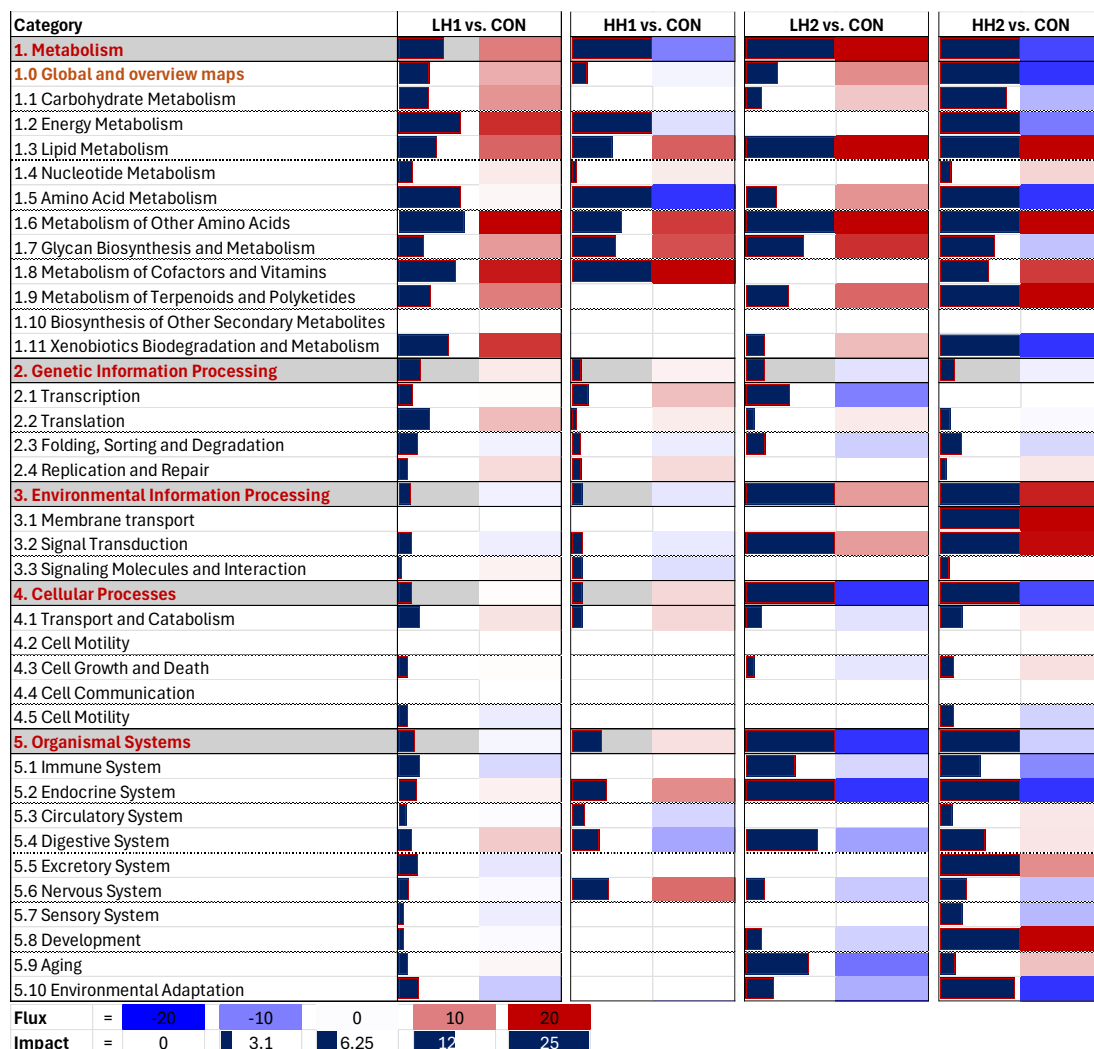 Category LH1 vs. CON HH1 vs. CON LH2 vs. CON HH2 vs. CON
1. Metabolism
1.0 Global and overview maps
1.1 Carbohydrate Metabolism
1.2 Energy Metabolism
1.3 Lipid Metabolism
1.4 Nucleotide Metabolism
1.5 Amino Acid Metabolism
1.6 Metabolism of Other Amino Acids
1.7 Glycan Biosynthesis and Metabolism
1.8 Metabolism of Cofactors and Vitamins
1.9 Metabolism of Terpenoids and Polyketides
1.10 Biosynthesis of Other Secondary Metabolites
1.11 Xenobiotics Biodegradation and Metabolism
2. Genetic Information Processing
2.1 Transcription
2.2 Translation
2.3 Folding, Sorting and Degradation
2.4 Replication and Repair
3. Environmental Information Processing
3.1 Membrane transport
3.2 Signal Transduction
3.3 Signaling Molecules and Interaction
4. Cellular Processes
4.1 Transport and Catabolism
4.2 Cell Motility
4.3 Cell Growth and Death
4.4 Cell Communication
4.5 Cell Motility
5. Organismal Systems
5.1 Immune System
5.2 Endocrine System
5.3 Circulatory System
5.4 Digestive System
5.5 Excretory System
5.6 Nervous System
5.7 Sensory System
5.8 Development
5.9 Aging
5.10 Environmental Adaptation
Flux = -20 -10 0 10 20
Impact = 0 3.1 6.25 12 25